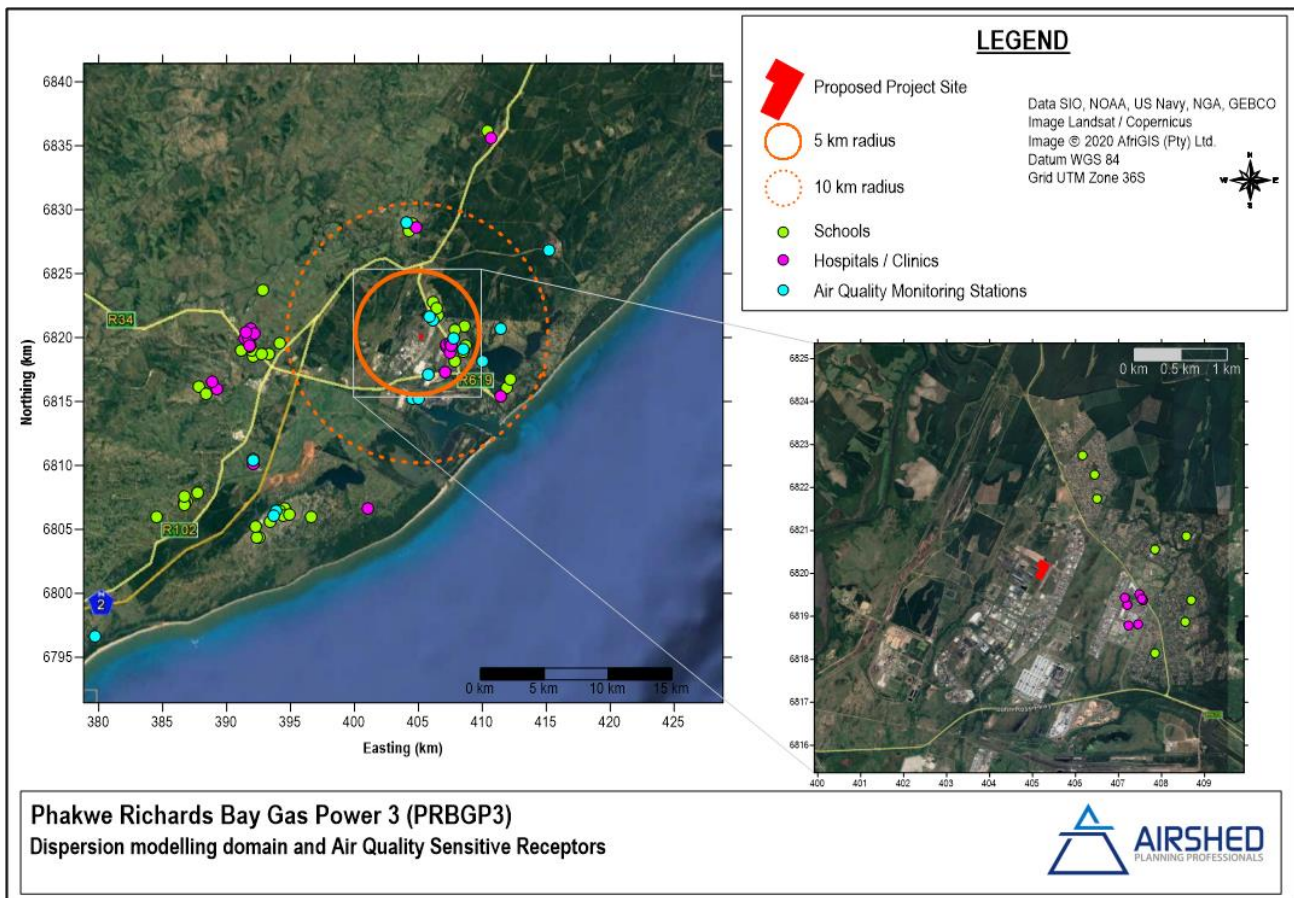 LEGEND
Proposed Project Site
5 km radius
10 km radius
Schools
Hospitals / Clinics
Air Quality Monitoring Stations
Data SIO, NOAA, US Navy, NGA, GEBCO
Image Landsat / Copernicus
Image © 2020 AfriGIS (Pty) Ltd.
Datum WGS 84
Grid UTM Zone 36S
N
W
E
S
Northing (km)
6840
6835
6830
6825
6820
6815
6810
6805
6800
6795
R34
R619
R102
2
0 km 5 km 10 km 15 km
380 385 390 395 400 405 410 415 420 425
Easting (km)
0 km 0.5 km 1 km
6825
6824
6823
6822
6821
6820
6819
6818
6817
6816
400 401 402 403 404 405 406 407 408 409
Phakwe Richards Bay Gas Power 3 (PRBGP3)
Dispersion modelling domain and Air Quality Sensitive Receptors
AIRSHED
PLANNING PROFESSIONALS